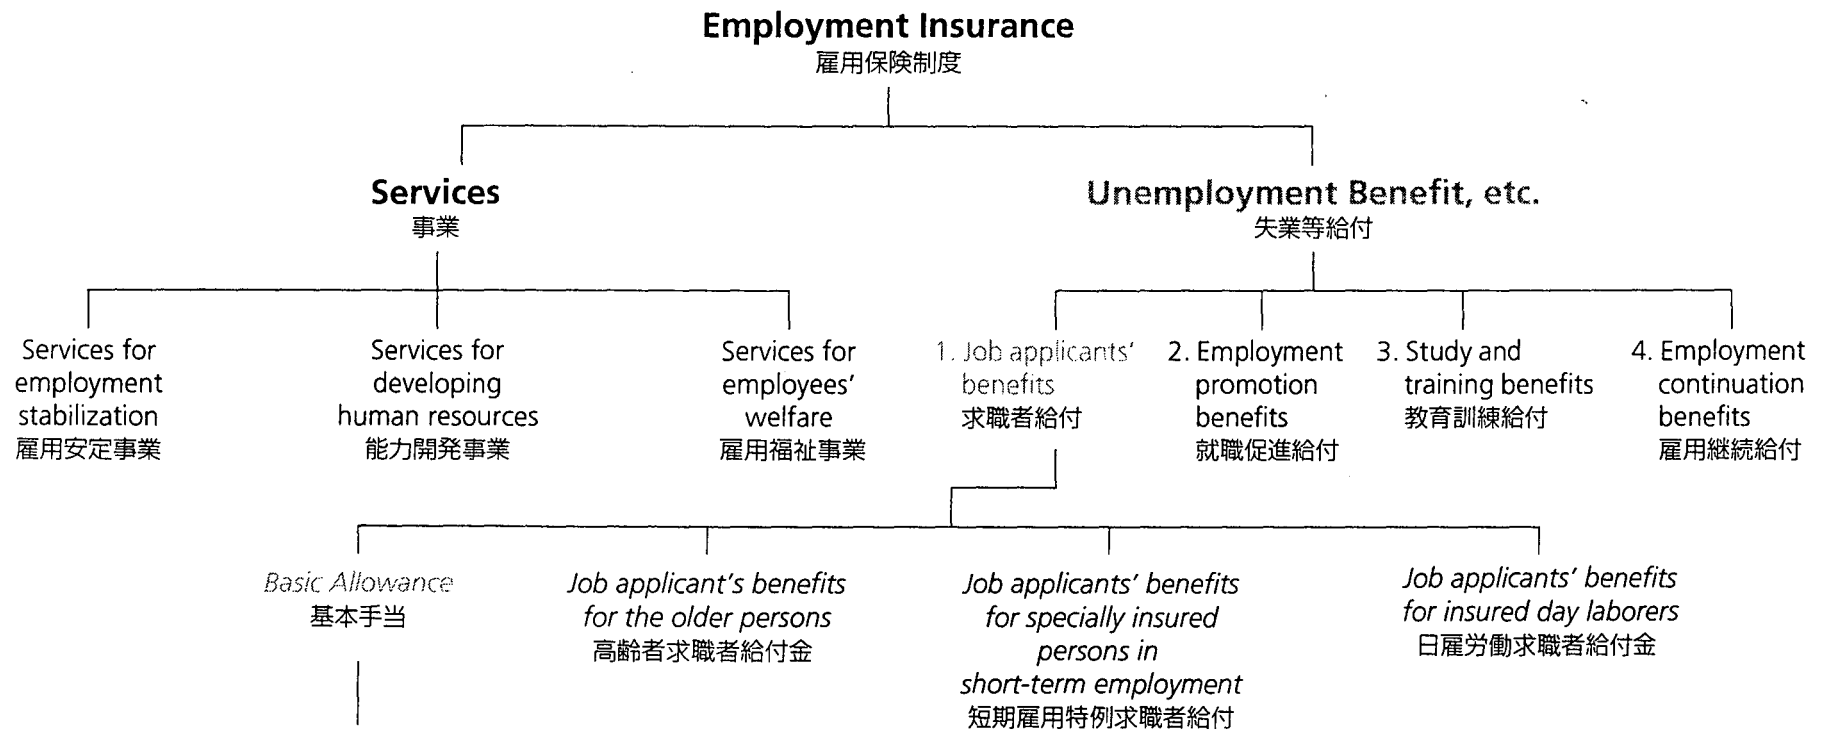 Employment Insurance
雇用保険制度
Services
事業
Unemployment Benefit, etc.
失業等給付
Services for
employment
stabilization
雇用安定事業
Services for
developing
human resources
能力開発事業
Services for
employees'
welfare
雇用福祉事業
1. Job applicants'
benefits
求職者給付
2. Employment
promotion
benefits
就職促進給付
3. Study and
training benefits
教育訓練給付
4. Employment
continuation
benefits
雇用継続給付
Basic Allowance
基本手当
Job applicant's benefits
for the older persons
高齢者求職者給付金
Job applicants' benefits
for specially insured
persons in
short-term employment
短期雇用特例求職者給付
Job applicants' benefits
for insured day laborers
日雇労働求職者給付金